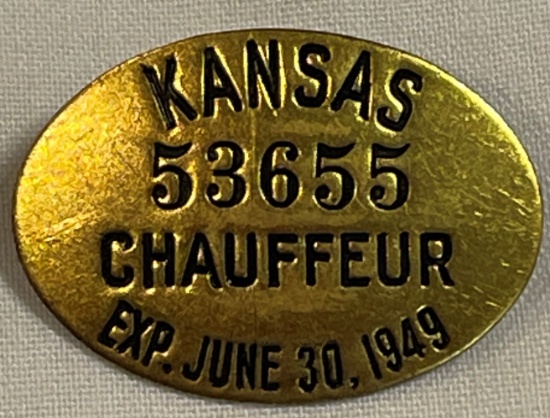 KANSAS
53655
CHAUFFEUR
EXP. JUNE 30, 1949